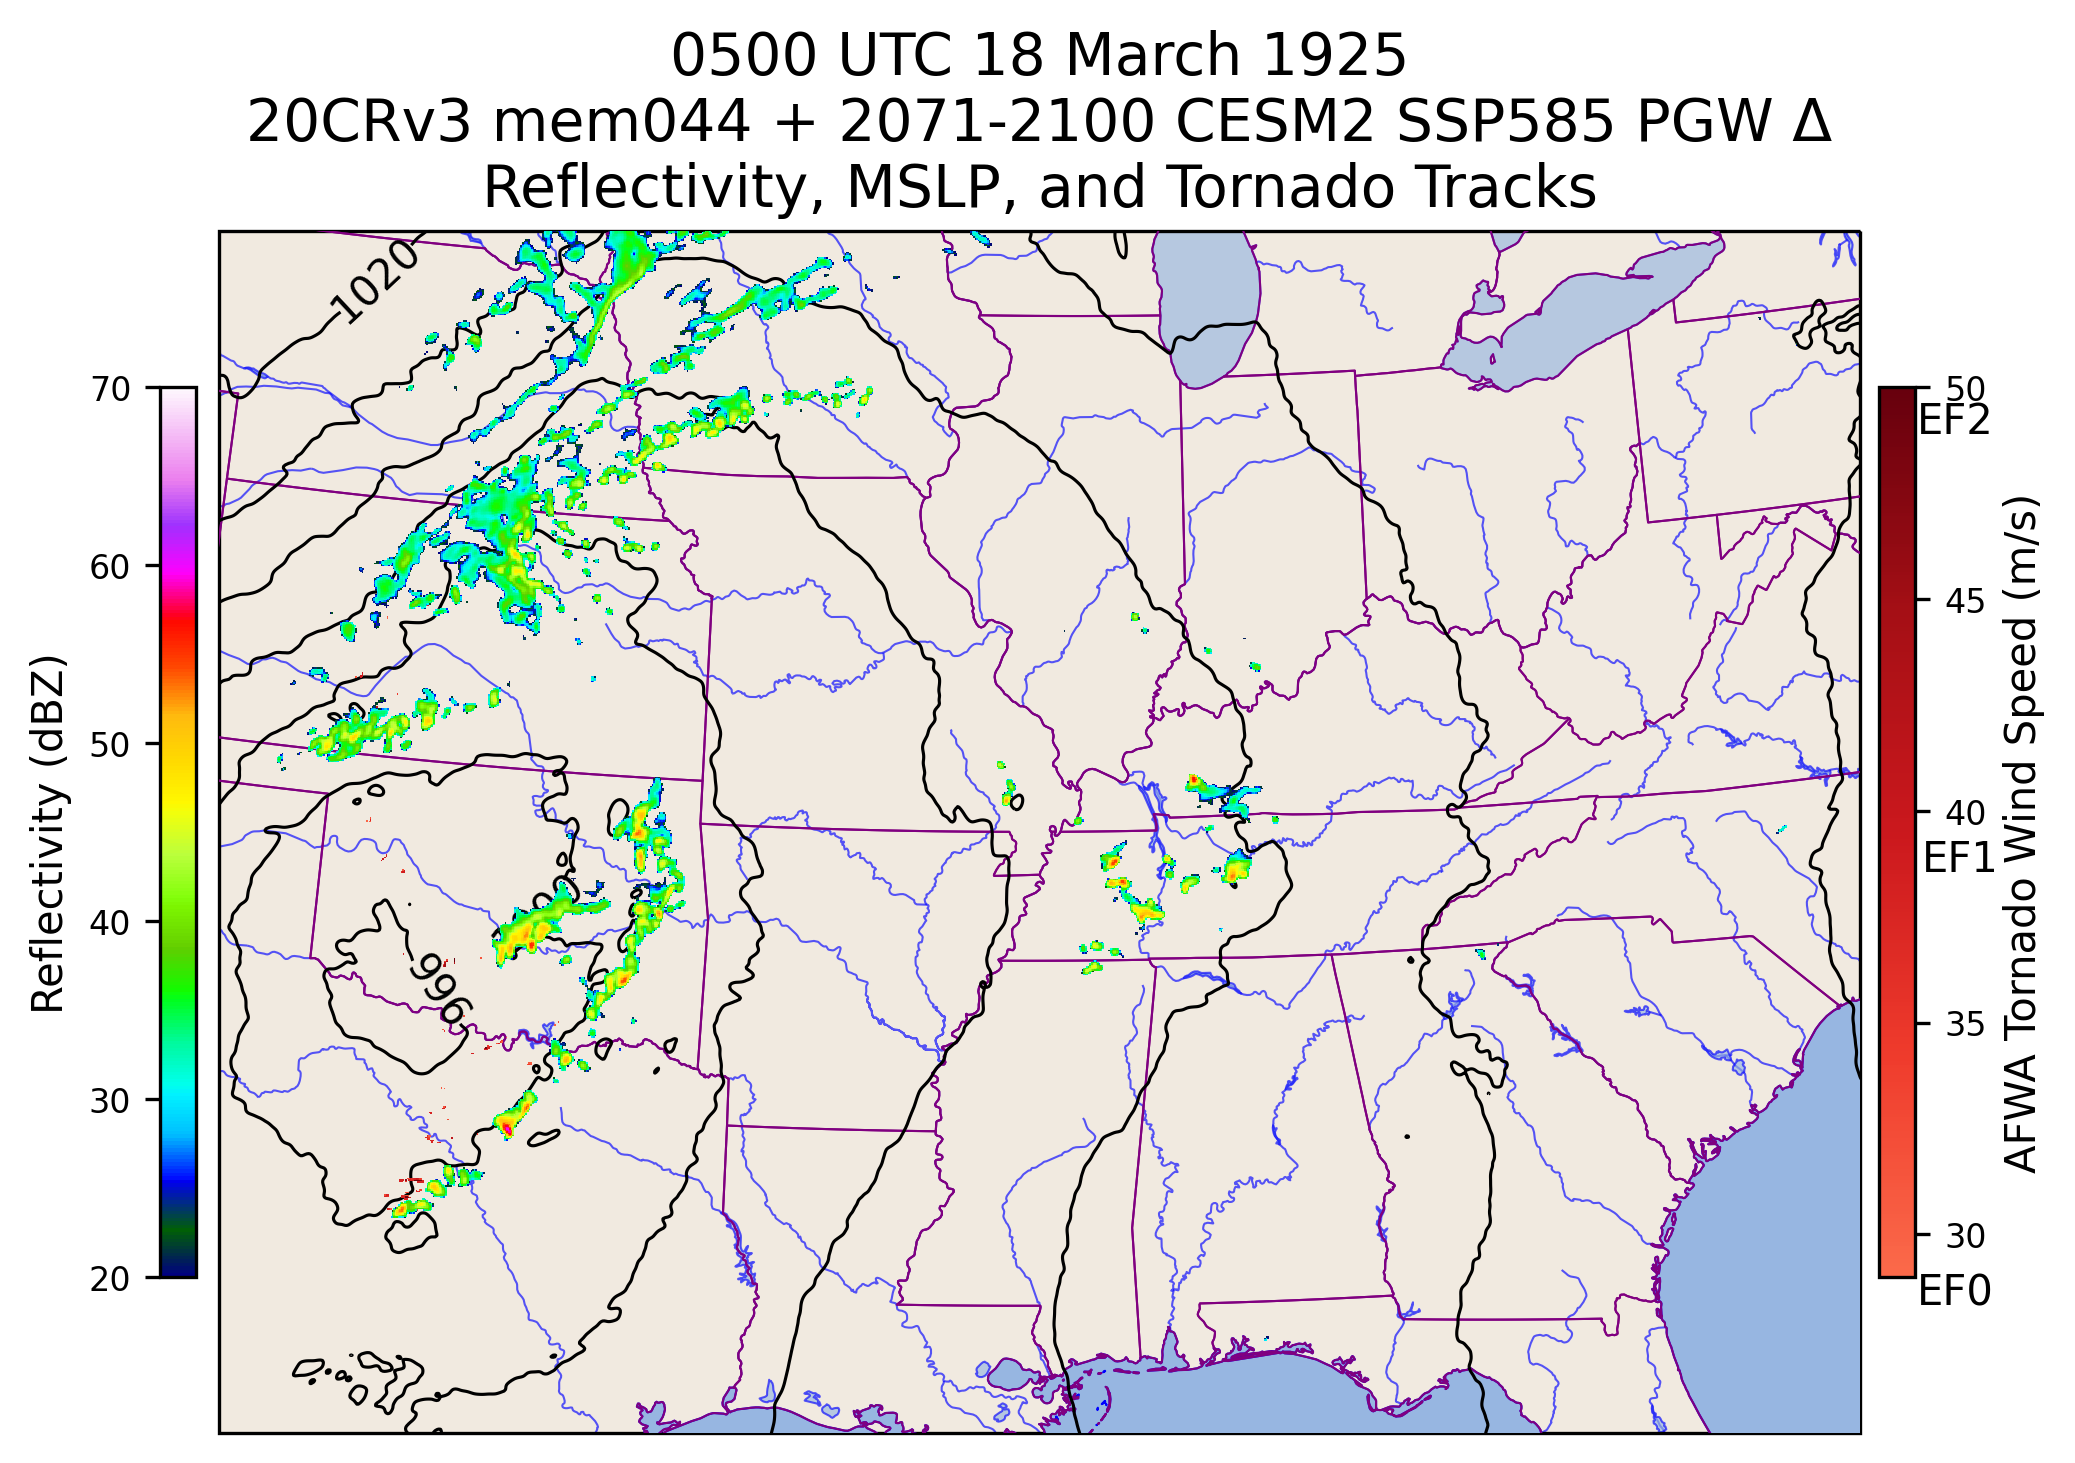 0500 UTC 18 March 1925
20CRv3 mem044 + 2071-2100 CESM2 SSP585 PGW Δ
Reflectivity, MSLP, and Tornado Tracks
1020
996
70
60
50
40
30
20
Reflectivity (dBZ)
50
EF2
45
40
EF1
35
30
EF0
AFWA Tornado Wind Speed (m/s)